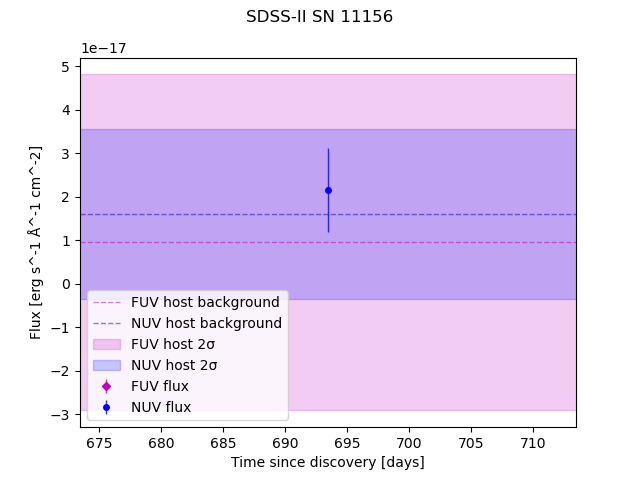 SDSS-II SN 11156
1e−17
Flux [erg s^-1 Å^-1 cm^-2]
5
4
3
2
1
0
−1
−2
−3
FUV host background
NUV host background
FUV host 2σ
NUV host 2σ
FUV flux
NUV flux
675 680 685 690 695 700 705 710
Time since discovery [days]